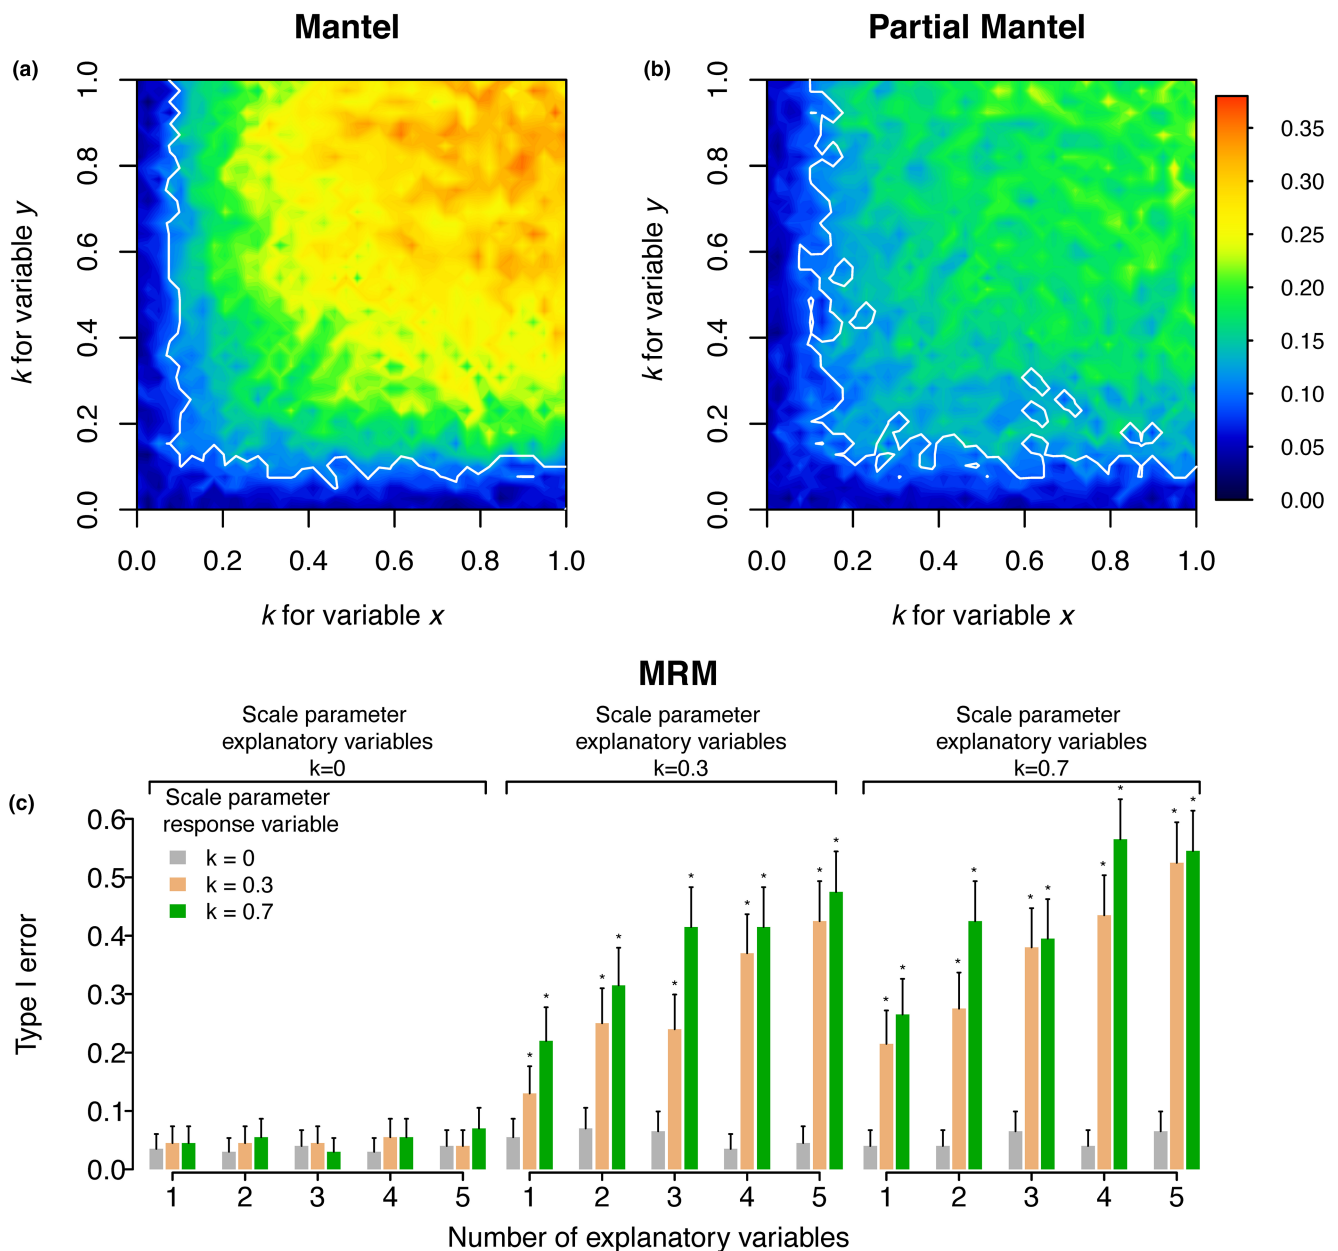 Mantel
Partial Mantel
(a)
1.0
0.8
0.6
0.4
0.2
0.0
k for variable y
0.0 0.2 0.4 0.6 0.8 1.0
k for variable x
(b)
1.0
0.8
0.6
0.4
0.2
0.0
k for variable y
0.0 0.2 0.4 0.6 0.8 1.0
k for variable x
0.35
0.30
0.25
0.20
0.15
0.10
0.05
0.00
MRM
Scale parameter
explanatory variables
k=0
Scale parameter
explanatory variables
k=0.3
Scale parameter
explanatory variables
k=0.7
(c)
Scale parameter
response variable
k = 0
k = 0.3
k = 0.7
0.6
0.5
0.4
0.3
0.2
0.1
0.0
Type I error
* * * * * * * * * *
* * * * * * * * * *
1 2 3 4 5 1 2 3 4 5 1 2 3 4 5
Number of explanatory variables